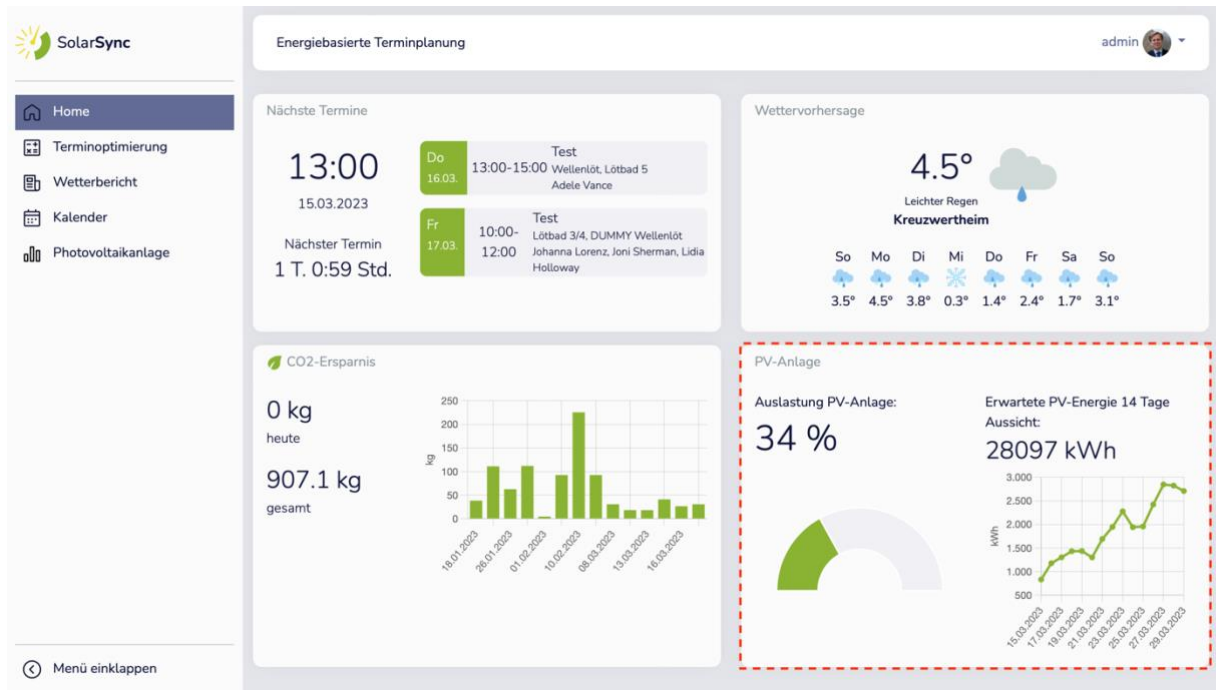 SolarSync
Energiebasierte Terminplanung
admin
Home
Terminoptimierung
Wetterbericht
Kalender
Photovoltaikanlage
Menü einklappen
Nächste Termine
13:00
15.03.2023
Nächster Termin
1 T. 0:59 Std.
Do
16.03.
13:00-15:00
Test
Wellenlöt, Lötbad 5
Adele Vance
Fr
17.03.
10:00-
12:00
Test
Lötbad 3/4, DUMMY Wellenlöt
Johanna Lorenz, Joni Sherman, Lidia
Holloway
Wettervorhersage
4.5°
Leichter Regen
Kreuzwertheim
So Mo Di Mi Do Fr Sa So
3.5° 4.5° 3.8° 0.3° 1.4° 2.4° 1.7° 3.1°
CO2-Ersparnis
0 kg
heute
907.1 kg
gesamt
kg
250
200
150
100
50
0
18.01.2023
26.01.2023
01.02.2023
10.02.2023
08.03.2023
13.03.2023
16.03.2023
PV-Anlage
Auslastung PV-Anlage:
34 %
Erwartete PV-Energie 14 Tage
Aussicht:
28097 kWh
kWh
3.000
2.500
2.000
1.500
1.000
500
15.03.2023
17.03.2023
19.03.2023
21.03.2023
23.03.2023
25.03.2023
27.03.2023
29.03.2023